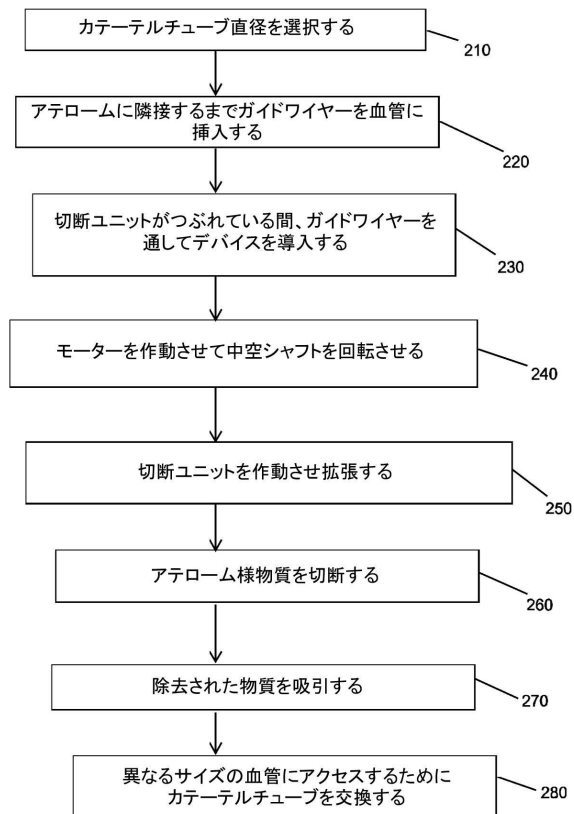 カテーテルチューブ直径を選択する
210
アテロームに隣接するまでガイドワイヤーを血管に
挿入する
220
切断ユニットがつぶれている間、ガイドワイヤーを
通してデバイスを導入する
230
モーターを作動させて中空シャフトを回転させる
240
切断ユニットを作動させ拡張する
250
アテローム様物質を切断する
260
除去された物質を吸引する
270
異なるサイズの血管にアクセスするために
カテーテルチューブを交換する
280